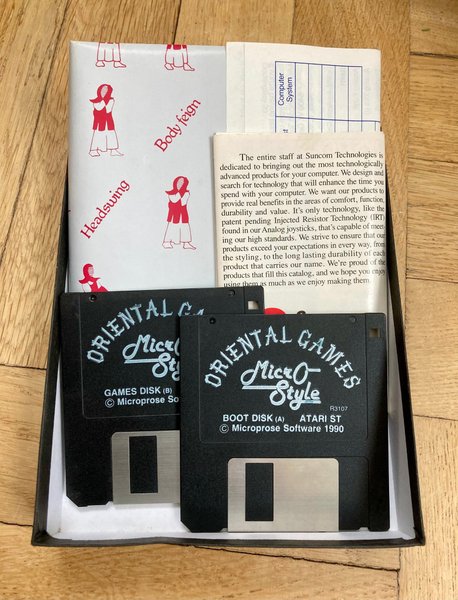 Body feign
Headswing
Computer
System
The entire staff at Suncom Technologies is
dedicated to bringing out the most technologically
advanced products for your computer. We design and
search for technology that will enhance the time you
spend with your computer. We want our products to
provide real benefits in the areas of comfort, function,
durability and value. It's only technology, like the
patent pending Injected Resistor Technology (IRT)
found in our Analog joysticks, that's capable of meet-
ing our high standards. We strive to ensure that our
products exceed your expectations in every way, from
the styling, to the long lasting durability of each
product that carries our name. We're proud of the
products that fill this catalog, and we hope you enjoy
using them as much as we enjoy making them.
ORIENTAL GAMES
Micro
Style
GAMES DISK (B)
© Microprose So
ORIENTAL GAMES
Micro
Style
R3107
BOOT DISK (A) ATARI ST
© Microprose Software 1990